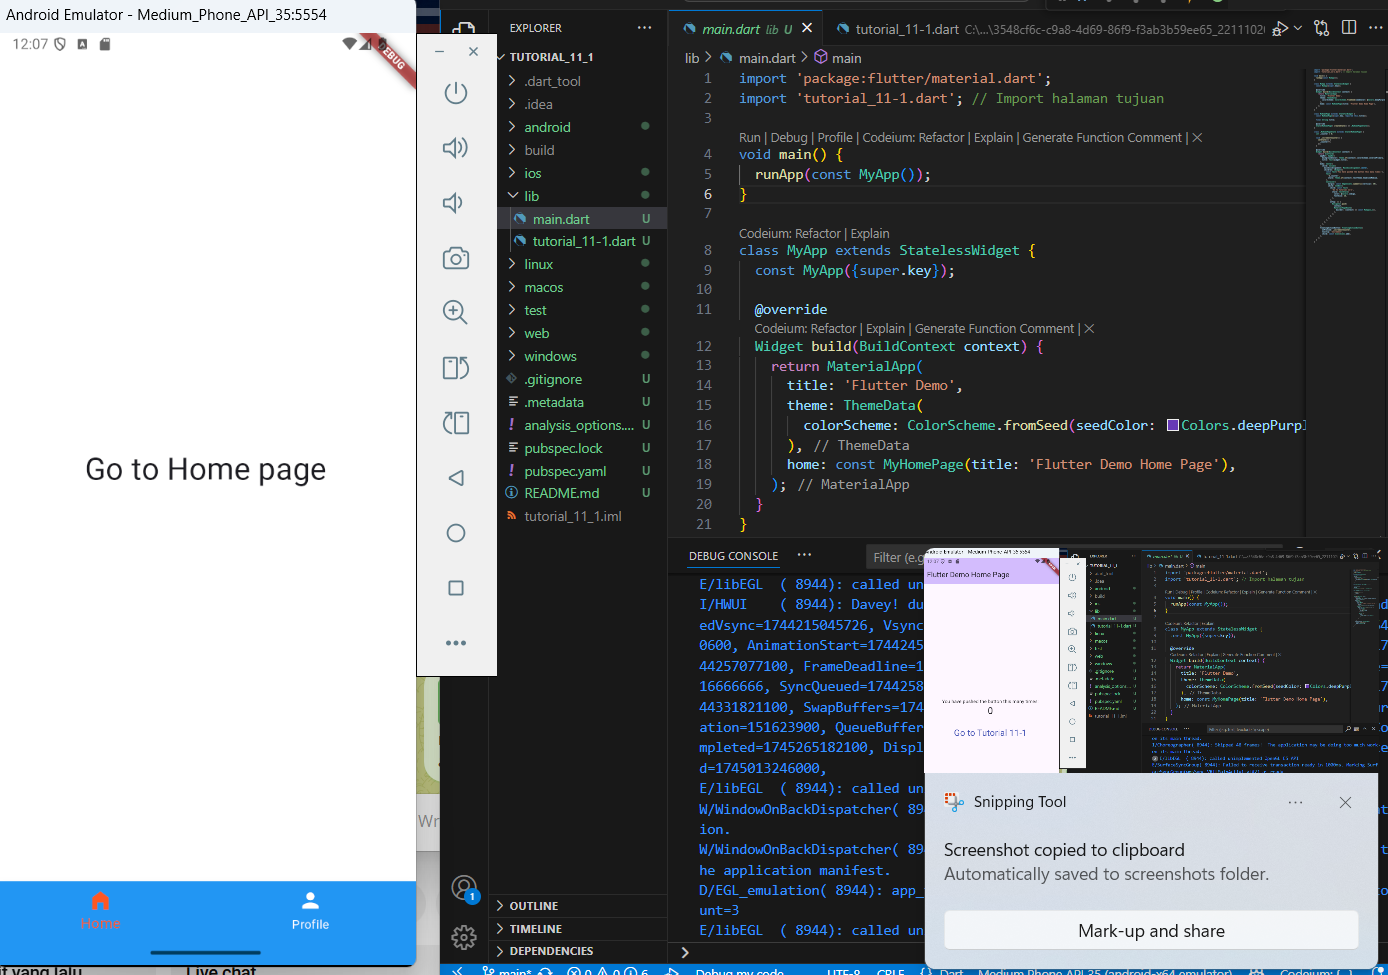 Android Emulator - Medium_Phone_API_35:5554
12:07
DEBUG
Go to Home page
Home
Profile
EXPLORER
TUTORIAL_11_1
.dart_tool
.idea
android
build
ios
lib
main.dart U
tutorial_11-1.dart U
linux
macos
test
web
windows
.gitignore U
.metadata U
analysis_options.... U
pubspec.lock U
pubspec.yaml U
README.md U
tutorial_11_1.iml
OUTLINE
TIMELINE
DEPENDENCIES
main.dart lib U
tutorial_11-1.dart C:\...\3548cf6c-c9a8-4d69-86f9-f3ab3b59ee65_2211102
lib > main.dart > main
1 import 'package:flutter/material.dart';
2 import 'tutorial_11-1.dart'; // Import halaman tujuan
3
Run | Debug | Profile | Codeium: Refactor | Explain | Generate Function Comment | X
4 void main() {
5 runApp(const MyApp());
6 }
7
Codeium: Refactor | Explain
8 class MyApp extends StatelessWidget {
9 const MyApp({super.key});
10
11 @override
Codeium: Refactor | Explain | Generate Function Comment | X
12 Widget build(BuildContext context) {
13 return MaterialApp(
14 title: 'Flutter Demo',
15 theme: ThemeData(
16 colorScheme: ColorScheme.fromSeed(seedColor: Colors.deepPurpl
17 ), // ThemeData
18 home: const MyHomePage(title: 'Flutter Demo Home Page'),
19 ); // MaterialApp
20 }
21 }
DEBUG CONSOLE
Filter (e.g
E/libEGL ( 8944): called un
I/HWUI ( 8944): Davey! du
edVsync=1744215045726, Vsync
0600, AnimationStart=1744245
44257077100, FrameDeadline=1
16666666, SyncQueued=1744258
44331821100, SwapBuffers=174
ation=151623900, QueueBuffer
mpleted=1745265182100, Displ
d=1745013246000,
E/libEGL ( 8944): called un
W/WindowOnBackDispatcher( 89
ion.
W/WindowOnBackDispatcher( 89
he application manifest.
D/EGL_emulation( 8944): app_
unt=3
E/libEGL ( 8944): called un
Flutter Demo Home Page
You have pushed the button this many times:
0
Go to Tutorial 11-1
Snipping Tool
Screenshot copied to clipboard
Automatically saved to screenshots folder.
Mark-up and share
1
Wr
Live chat
main*
0 0 6
Debug my code
UTF-8 CRLF
Dart
Medium Phone API 35 (android-x64 emulator)
Codeium: